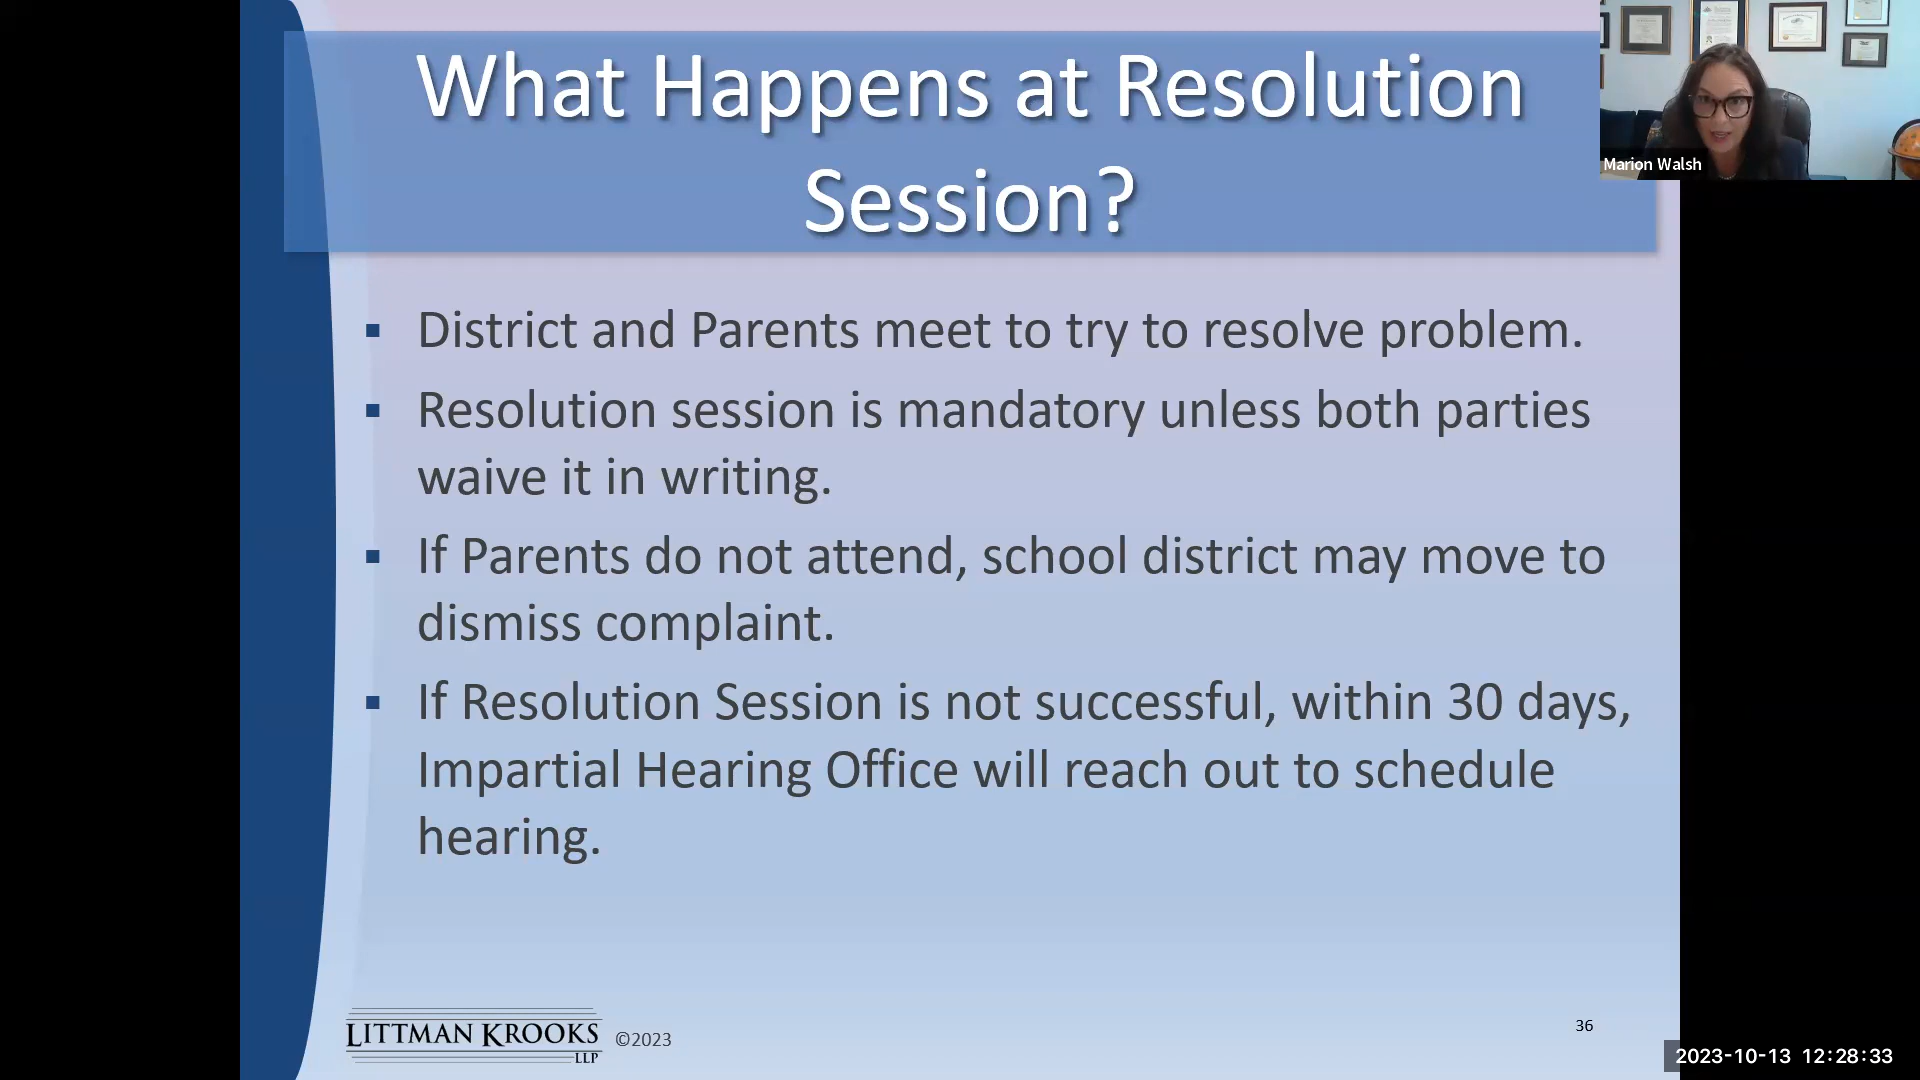 What Happens at Resolution
Session?
Marion Walsh
▪ District and Parents meet to try to resolve problem.
▪ Resolution session is mandatory unless both parties
waive it in writing.
▪ If Parents do not attend, school district may move to
dismiss complaint.
▪ If Resolution Session is not successful, within 30 days,
Impartial Hearing Office will reach out to schedule
hearing.
LITTMAN KROOKS
LLP
©2023
36
2023-10-13 12:28:33